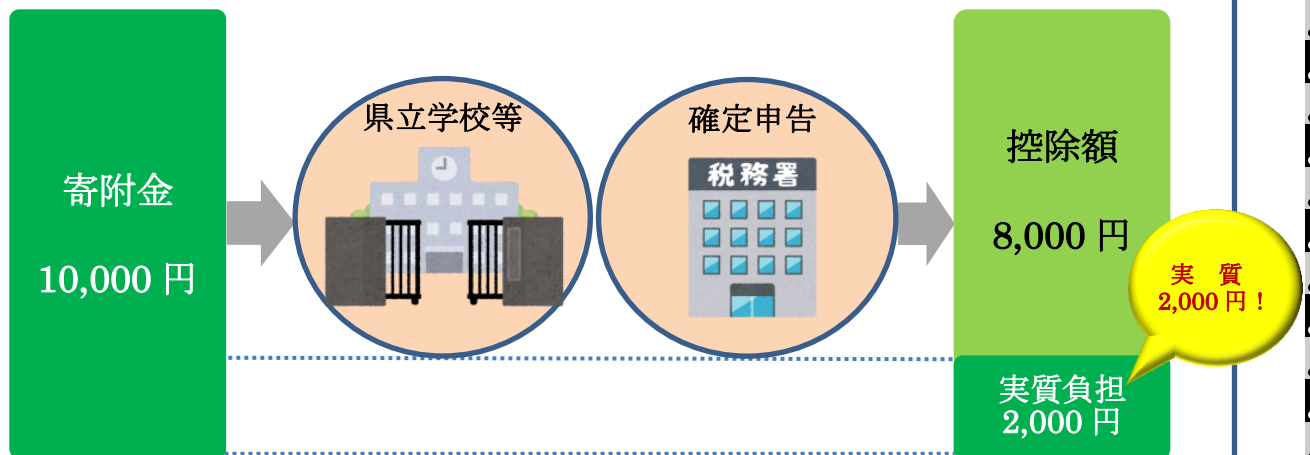 寄附金
10,000 円
県立学校等
確定申告
税務署
控除額
8,000 円
実　質
2,000 円！
実質負担
2,000 円